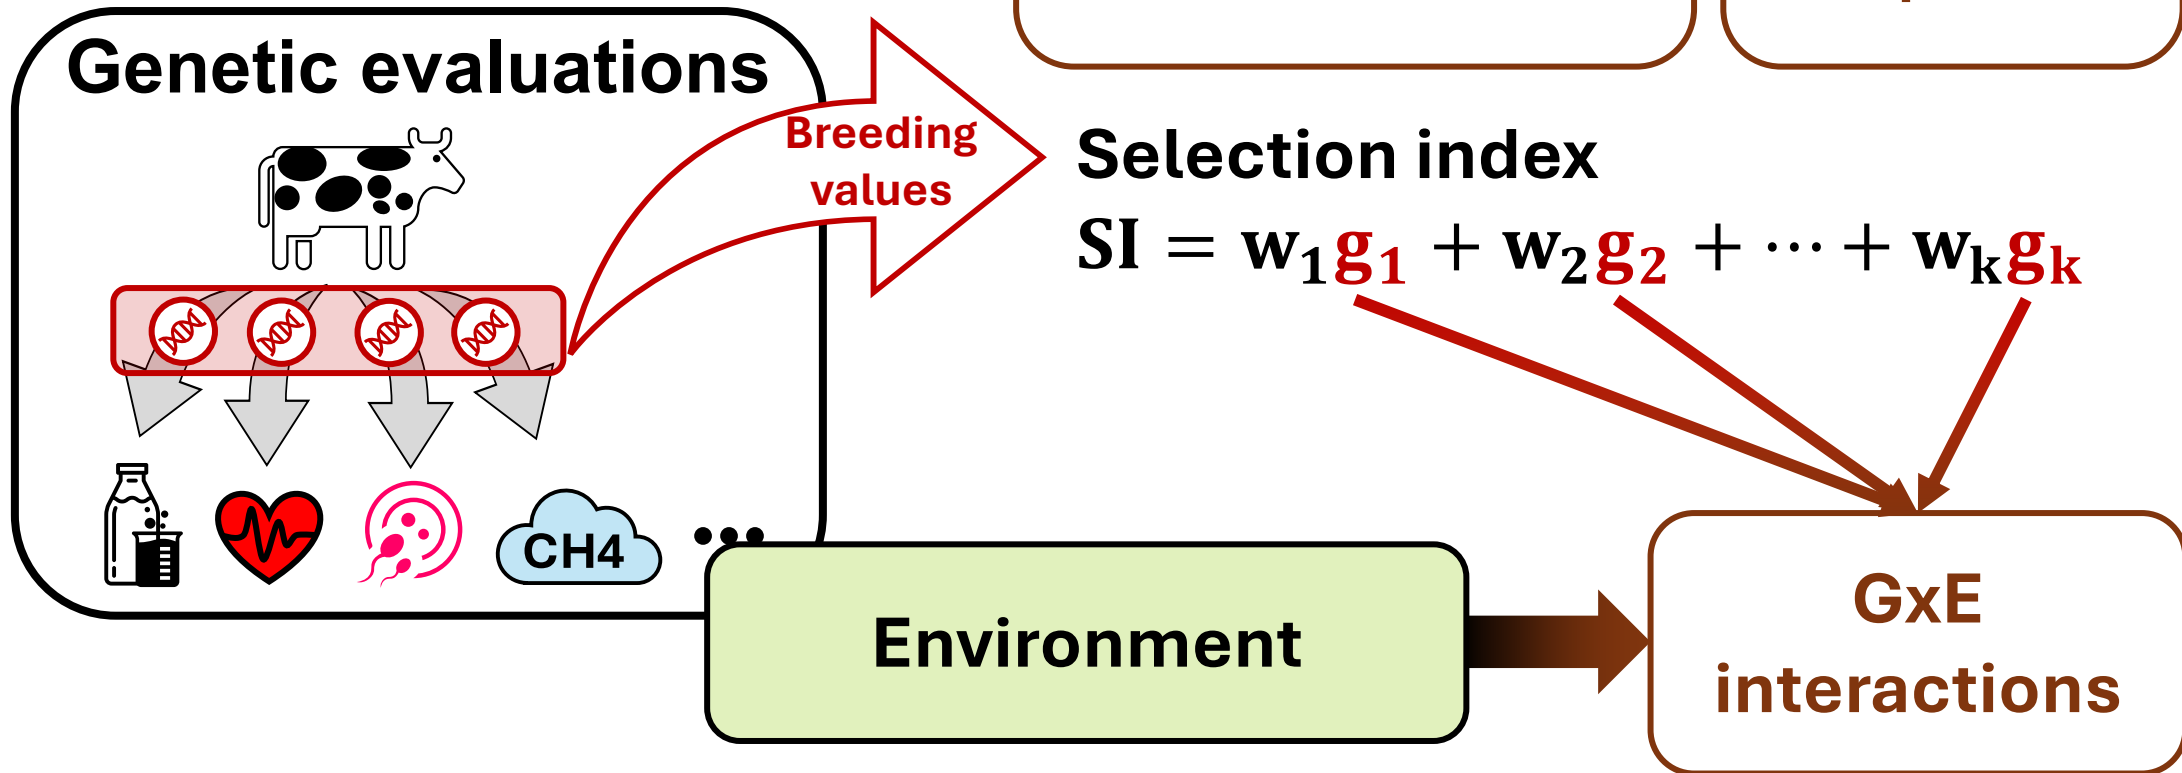 Genetic evaluations
Breeding
values
Selection index
SI = w₁g₁ + w₂g₂ + ⋯ + wₖgₖ
CH4
•••
Environment
GxE
interactions